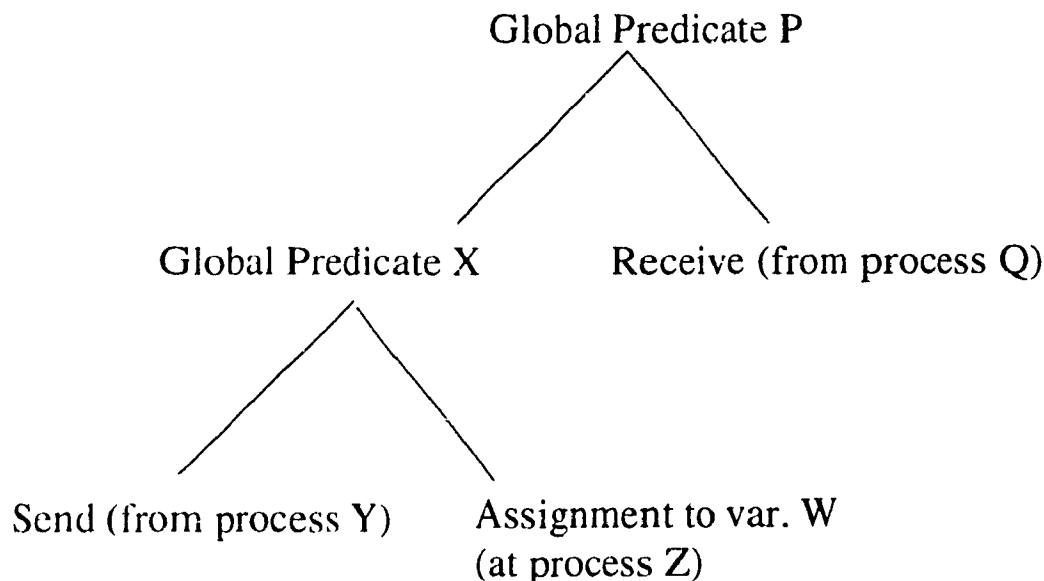 Global Predicate P
Global Predicate X
Receive (from process Q)
Send (from process Y)
Assignment to var. W
(at process Z)